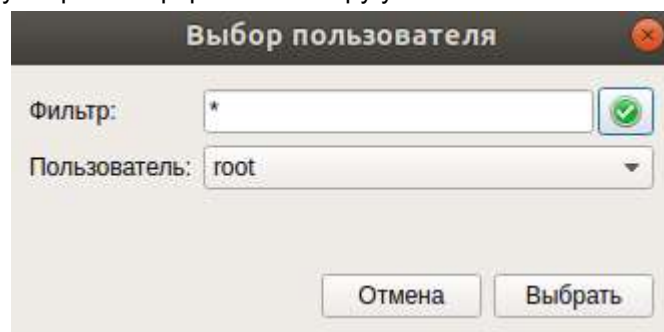 Выбор пользователя
Фильтр: *
Пользователь: root
Отмена Выбрать